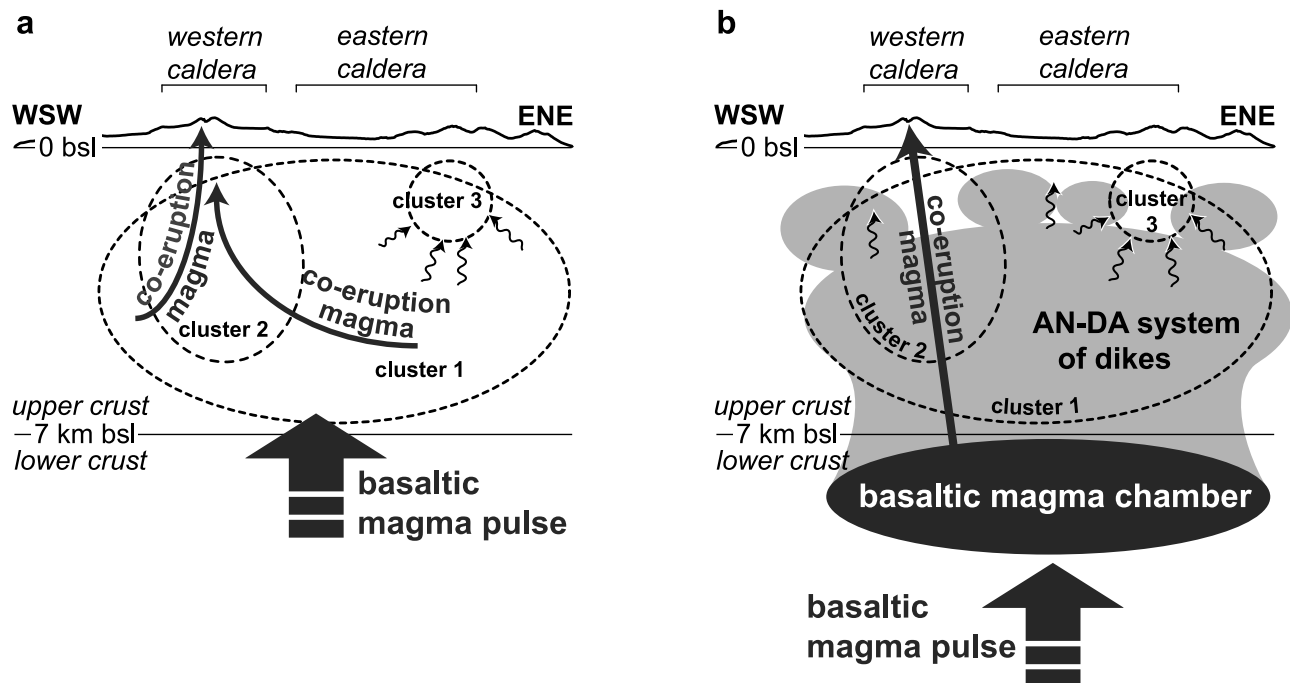 a
western
caldera
eastern
caldera
WSW
ENE
0 bsl
co-eruption
magma
cluster 3
co-eruption
magma
cluster 2
cluster 1
upper crust
7 km bsl
lower crust
basaltic
magma pulse
b
western
caldera
eastern
caldera
WSW
ENE
0 bsl
co-eruption
magma
cluster
3
cluster 2
AN-DA system
of dikes
cluster 1
upper crust
7 km bsl
lower crust
basaltic magma chamber
basaltic
magma pulse